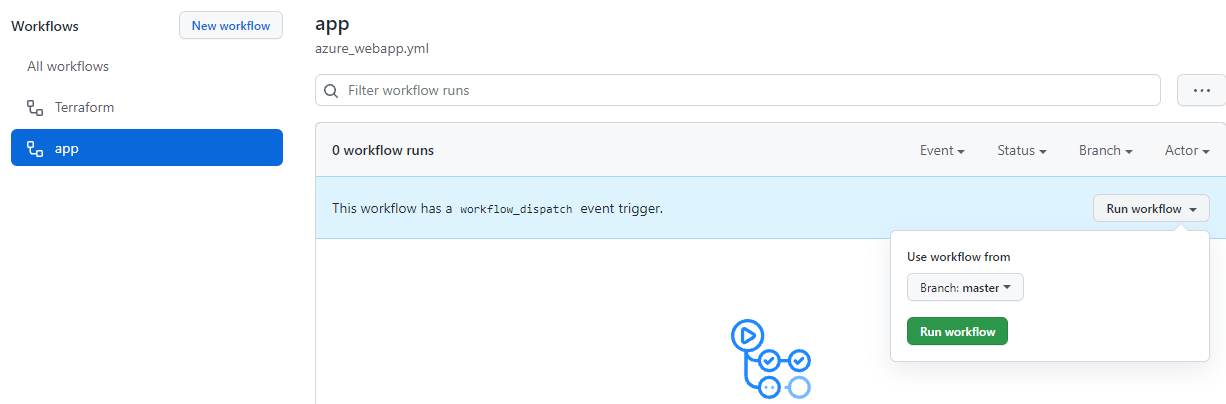 Workflows
New workflow
All workflows
Terraform
app
app
azure_webapp.yml
Filter workflow runs
0 workflow runs
Event
Status
Branch
Actor
This workflow has a workflow_dispatch event trigger.
Run workflow
Use workflow from
Branch: master
Run workflow